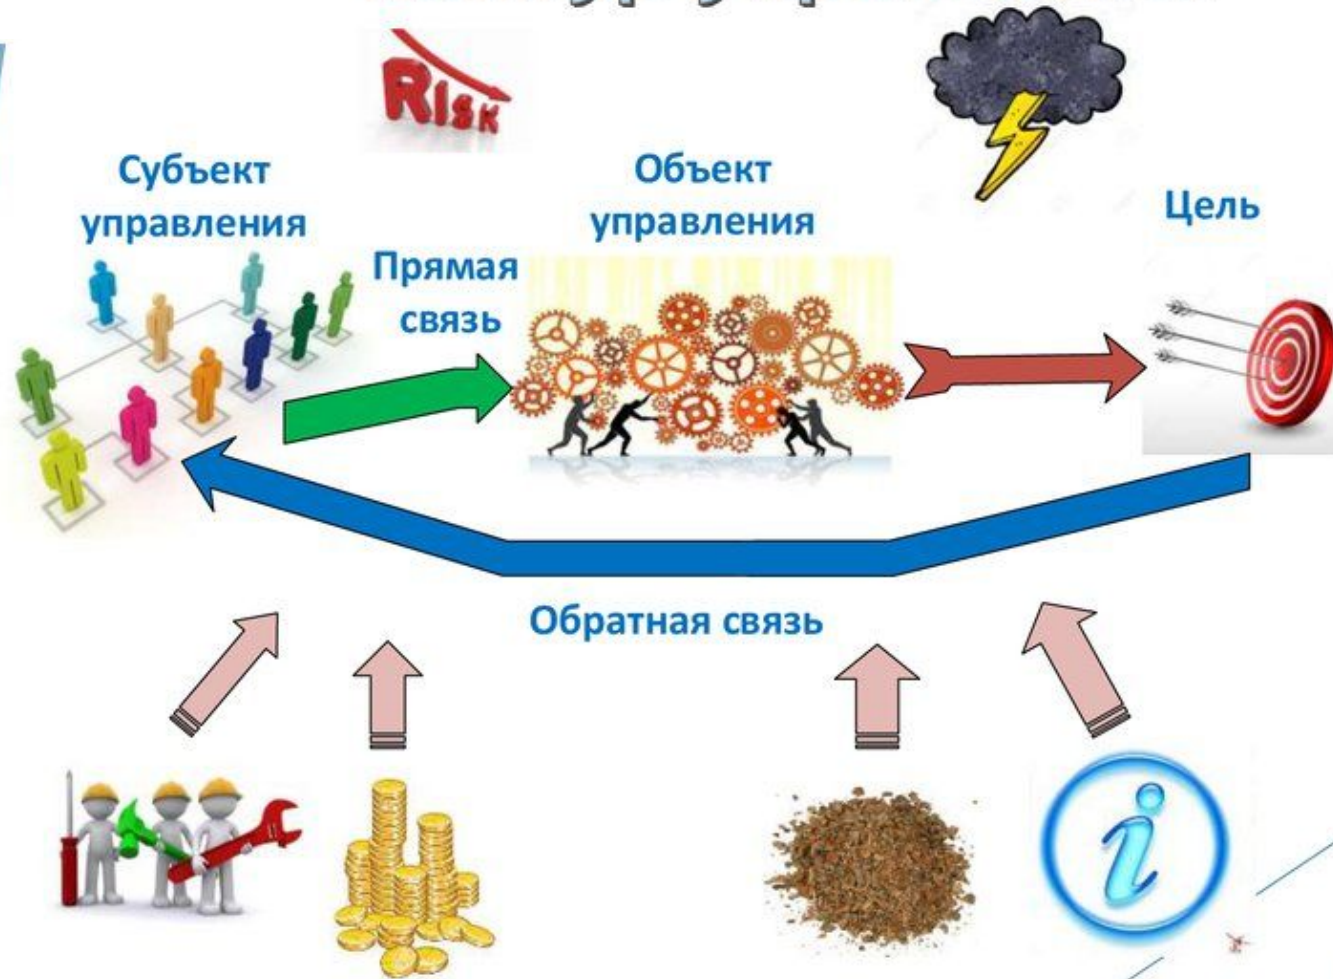 Risk
Субъект
управления
Объект
управления
Цель
Прямая
связь
Обратная связь